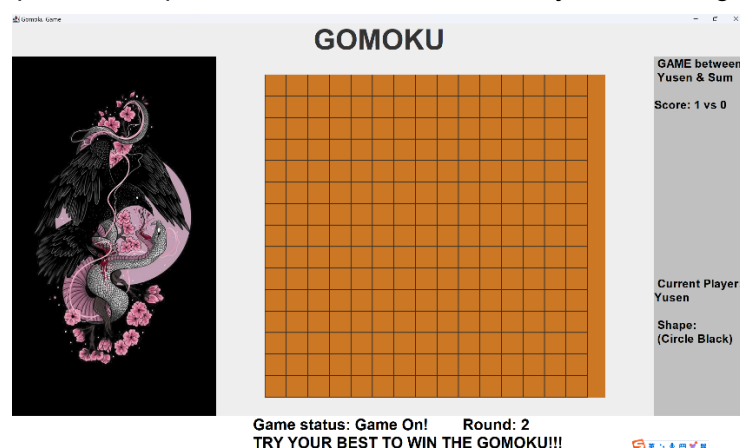 Gomoku Game
GOMOKU
GAME between
Yusen & Sum
Score: 1 vs 0
Current Player
Yusen
Shape:
(Circle Black)
Game status: Game On! Round: 2
TRY YOUR BEST TO WIN THE GOMOKU!!!